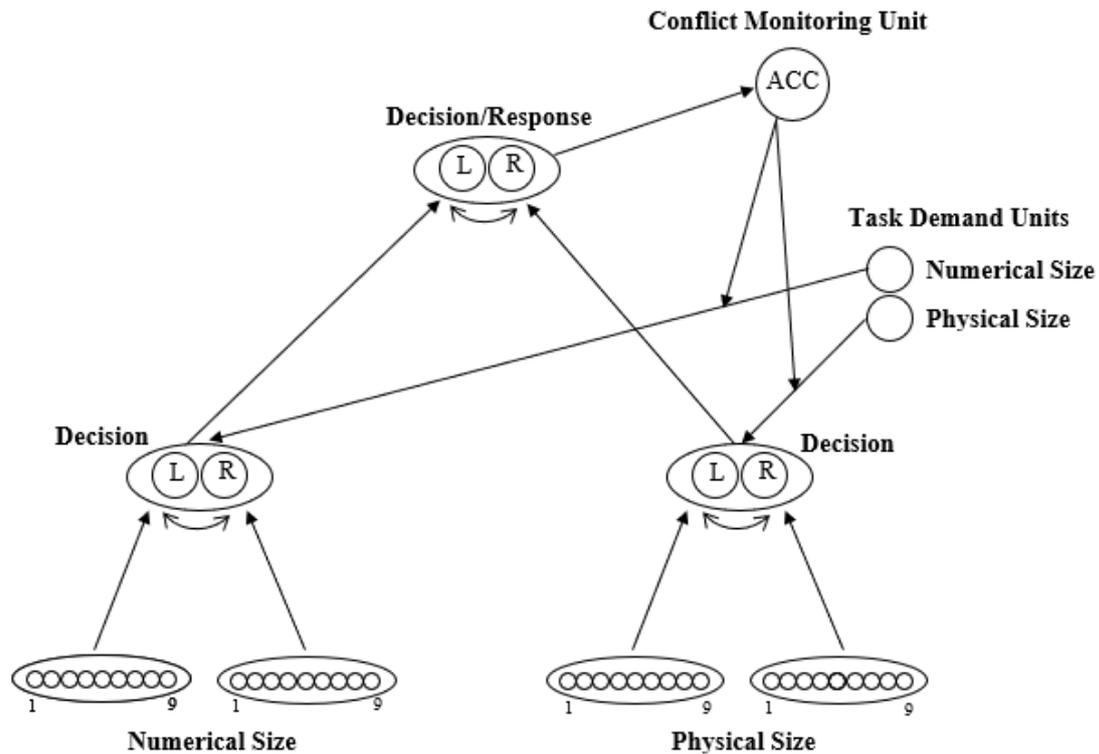 Conflict Monitoring Unit
ACC
Decision/Response
L R
Task Demand Units
Numerical Size
Physical Size
Decision
L R
Decision
L R
1 9
1 9
1 9
1 9
Numerical Size
Physical Size